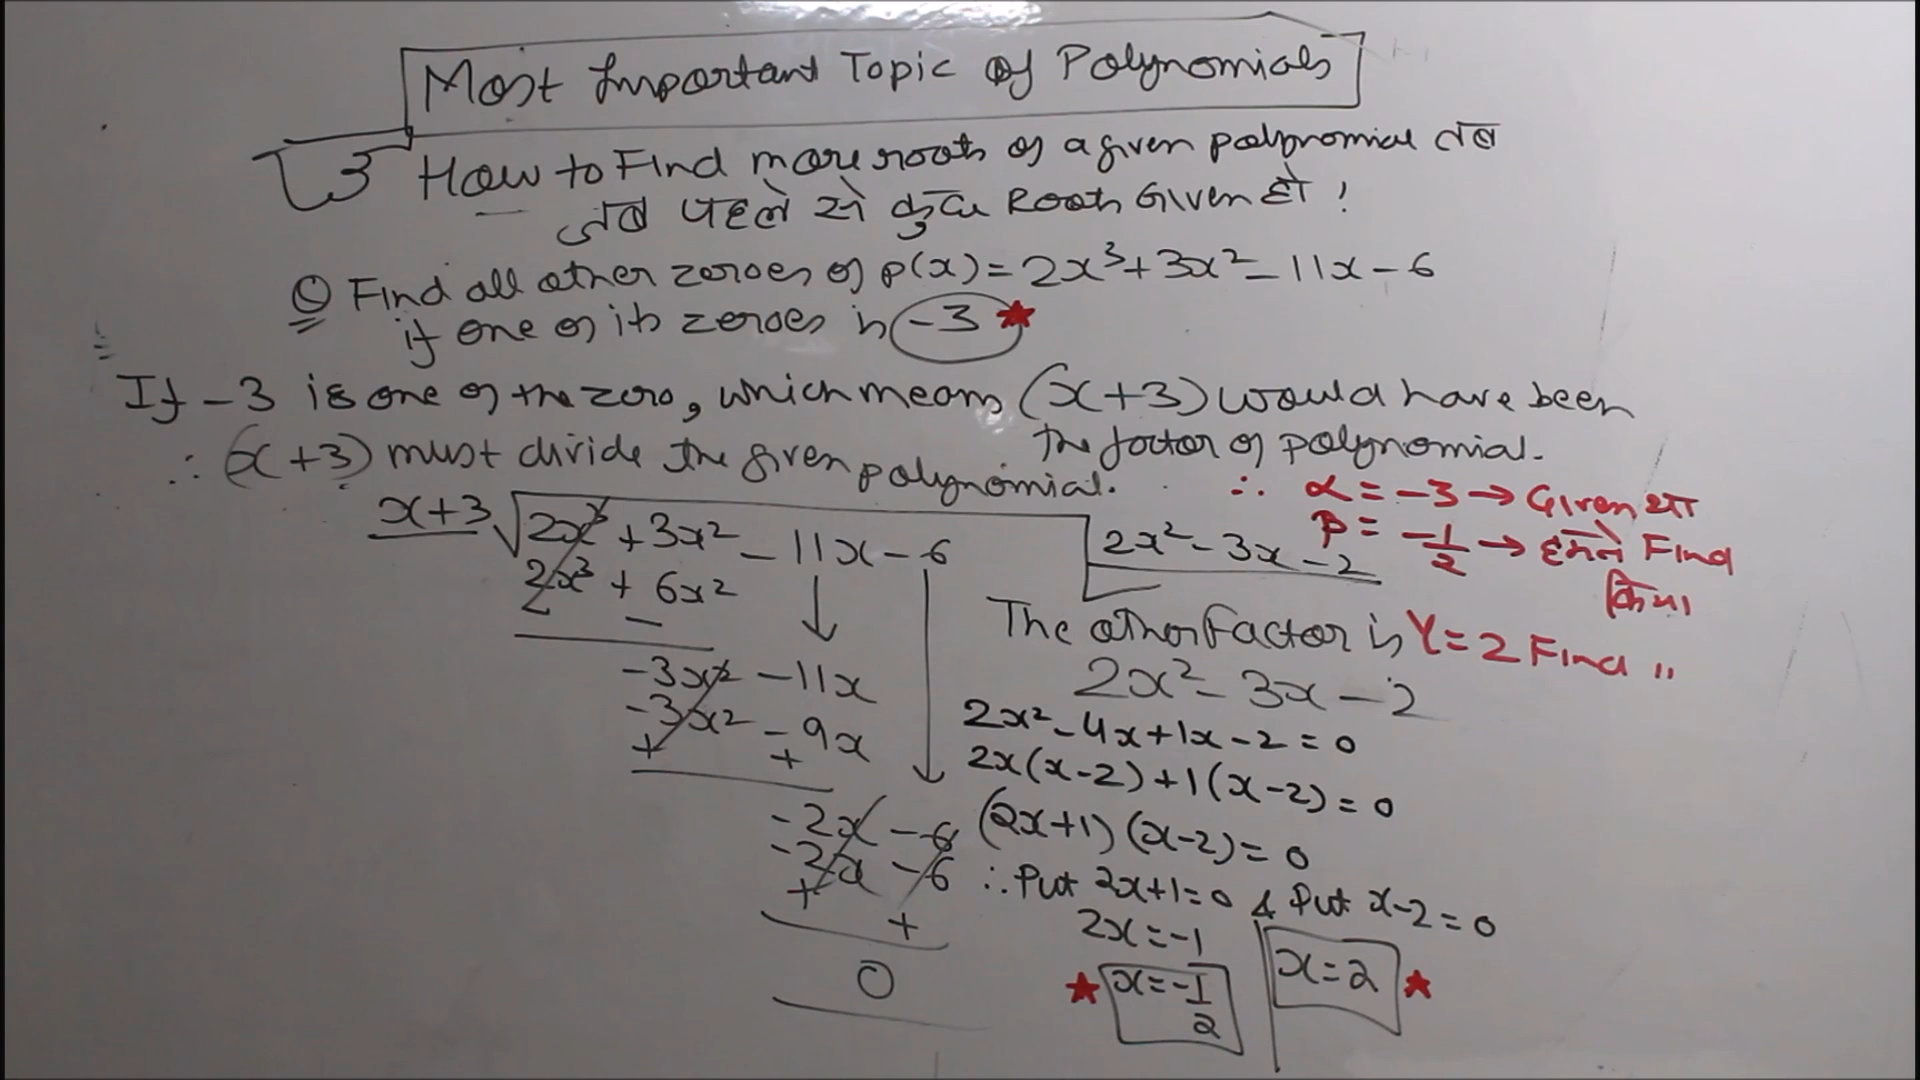 Most Important Topic of Polynomials
How to Find more roots of a given polynomial तब
जब पहले से कुछ Roots Given हो !
Q Find all other zeroes of p(x) = 2x³ + 3x² - 11x - 6
if one of its zeroes is -3
If -3 is one of the zero, which means (x+3) would have been
the factor of polynomial.
∴ (x+3) must divide the given polynomial.
∴ α = -3 → Given था
β = -1/2 → हमने Find
किया
γ = 2 Find "
x+3 √ 2x³ + 3x² - 11x - 6
2x² - 3x - 2
2x³ + 6x²
-
-3x² - 11x
-3x² - 9x
+ +
-2x - 6
-2x - 6
+ +
0
The other Factor is
2x² - 3x - 2
2x² - 4x + 1x - 2 = 0
2x(x-2) + 1(x-2) = 0
(2x+1) (x-2) = 0
∴ Put 2x+1=0 & Put x-2=0
2x = -1
x = -1/2
x = 2